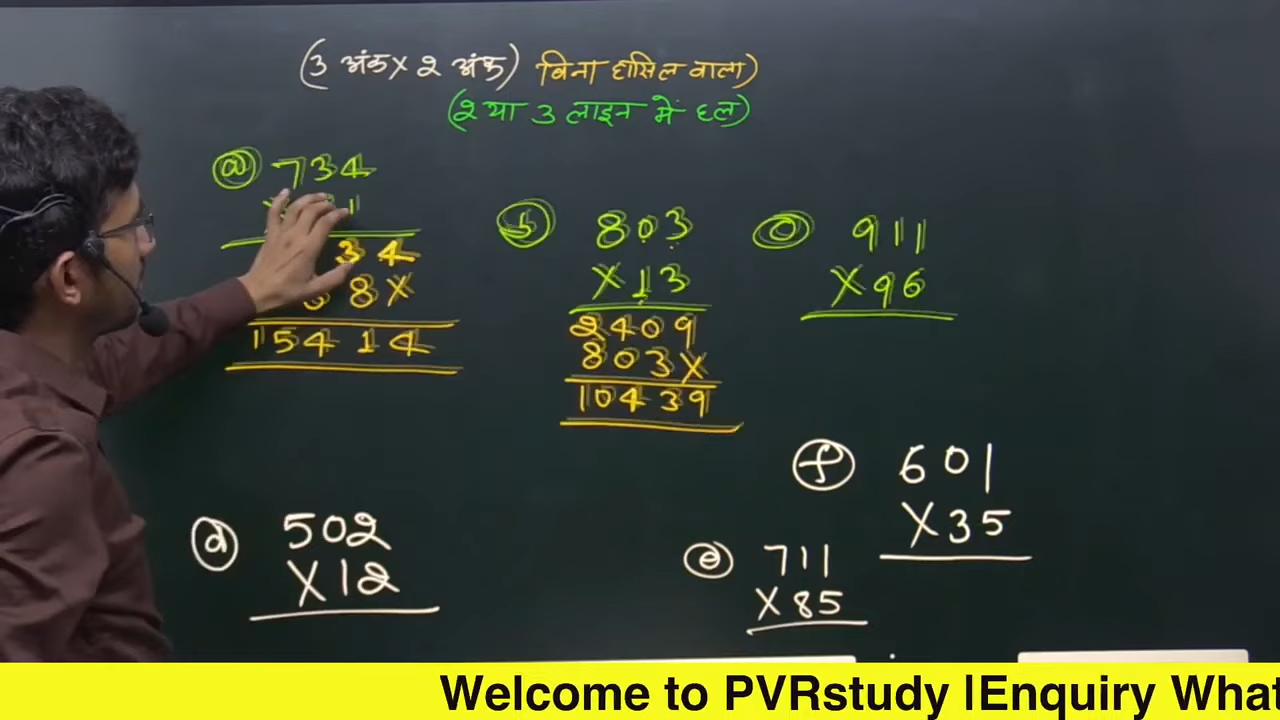 (3 अंक X 2 अंक) बिना हासिल वाला)
(2 या 3 लाइन में हल)
a 734
1
34
8X
15414
b 803
X13
2409
803X
10439
c 911
X96
d 502
X12
e 711
X85
f 601
X35
Welcome to PVRstudy |Enquiry What